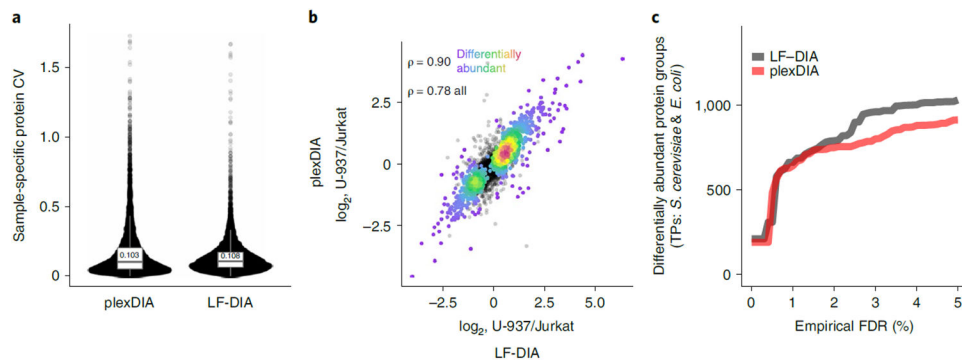 a
Sample-specific protein CV
1.5
1.0
0.5
0
0.103
0.108
plexDIA
LF-DIA
b
plexDIA
log2, U-937/Jurkat
ρ = 0.90
Differentially
abundant
ρ = 0.78 all
2.5
0
−2.5
−2.5
0
2.5
5.0
log2, U-937/Jurkat
LF-DIA
c
Differentially abundant protein groups
(TPs: S. cerevisiae & E. coli)
LF–DIA
plexDIA
1,000
500
0
0
1
2
3
4
5
Empirical FDR (%)